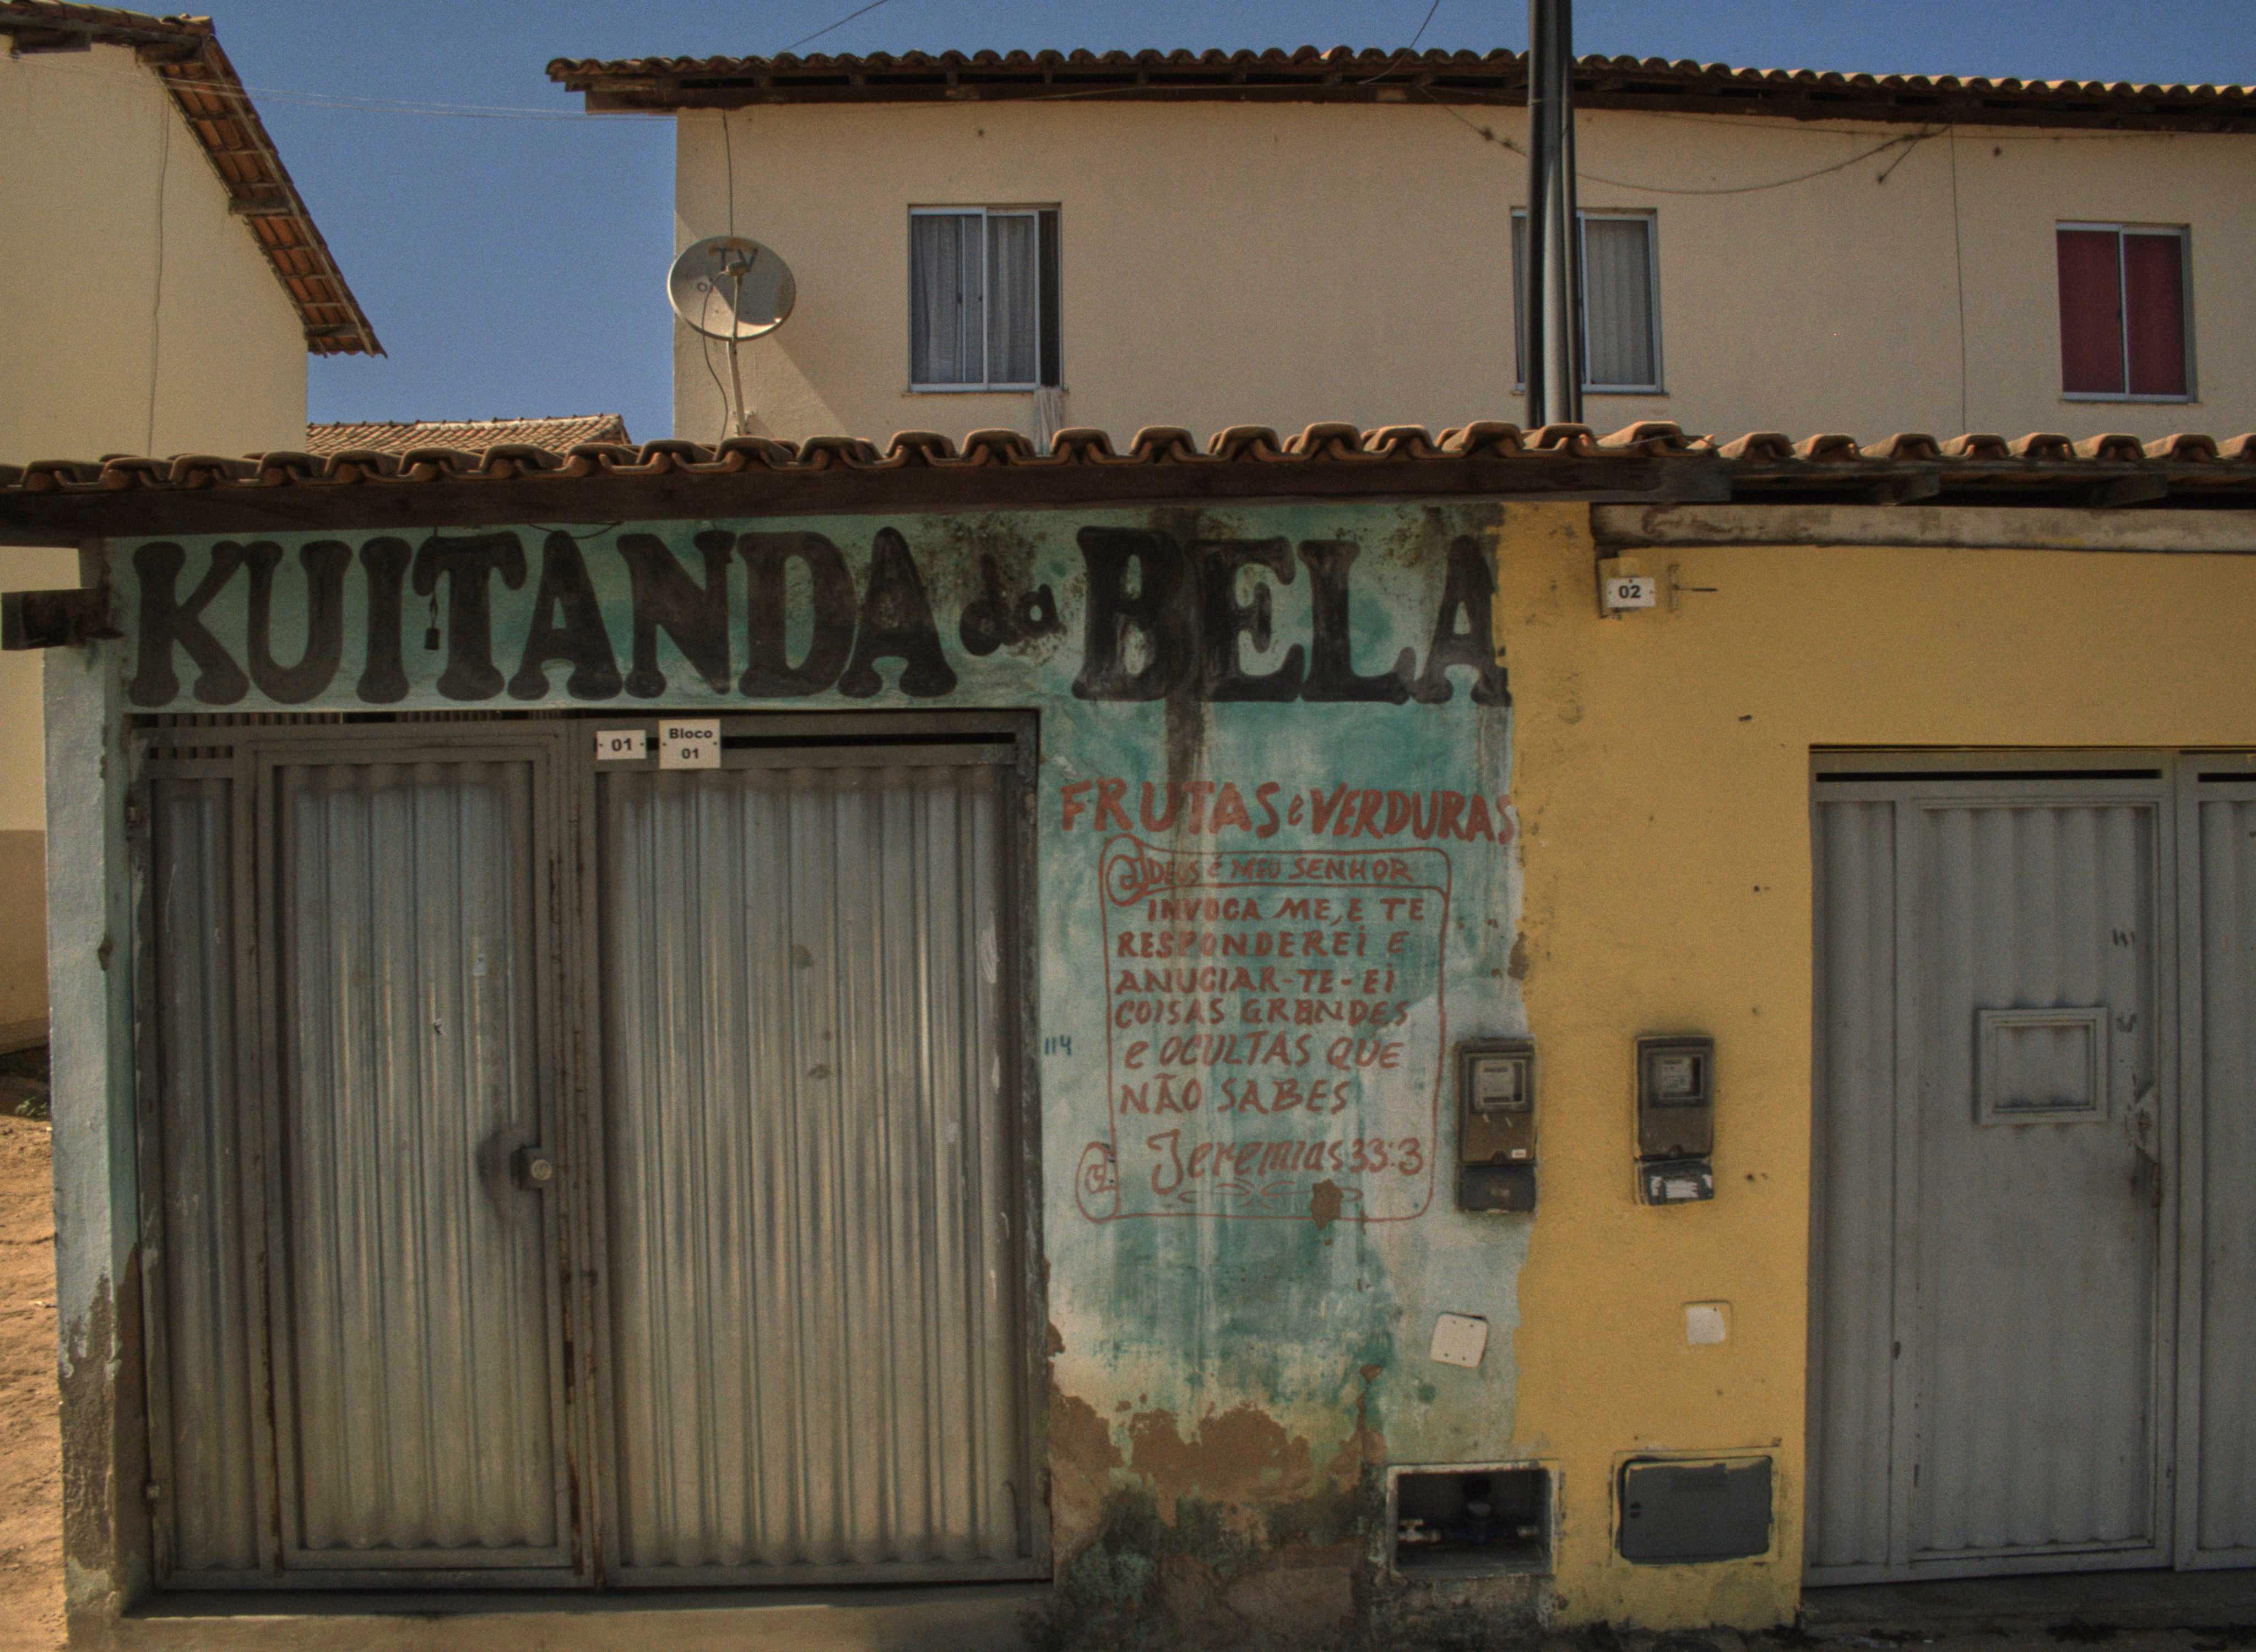 TV
KUITANDA da BELA
02
01
Bloco
01
FRUTAS e VERDURAS
DEUS É MEU SENHOR
INVOCA ME, E TE
RESPONDEREI E
ANUCIAR-TE-EI
COISAS GRANDES
e OCULTAS QUE
NÃO SABES
Jeremias 33:3
114